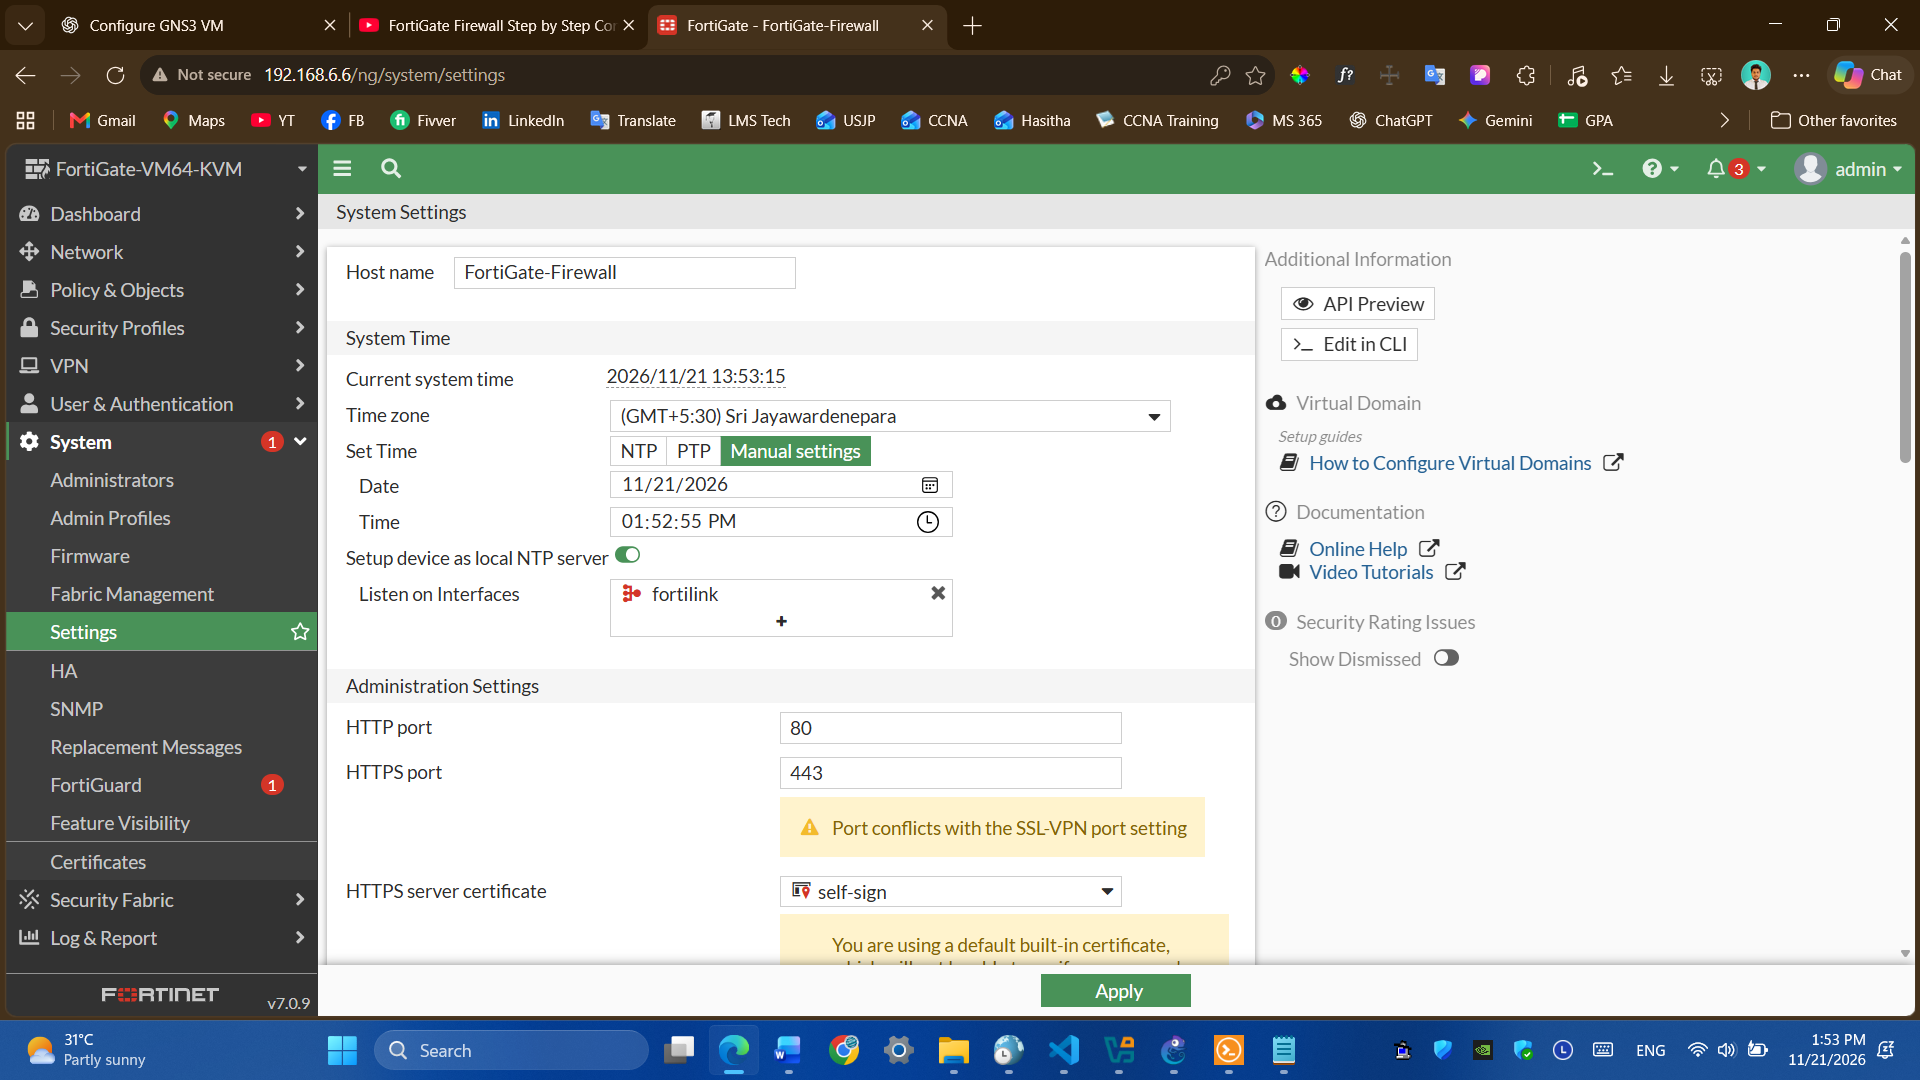 Configure GNS3 VM
FortiGate Firewall Step by Step Co
FortiGate - FortiGate-Firewall
Not secure 192.168.6.6/ng/system/settings
Chat
Gmail
Maps
YT
FB
Fivver
LinkedIn
Translate
LMS Tech
USJP
CCNA
Hasitha
CCNA Training
MS 365
ChatGPT
Gemini
GPA
Other favorites
FortiGate-VM64-KVM
3
admin
Dashboard
Network
Policy & Objects
Security Profiles
VPN
User & Authentication
System 1
Administrators
Admin Profiles
Firmware
Fabric Management
Settings
HA
SNMP
Replacement Messages
FortiGuard 1
Feature Visibility
Certificates
Security Fabric
Log & Report
FORTINET v7.0.9
System Settings
Host name FortiGate-Firewall
System Time
Current system time 2026/11/21 13:53:15
Time zone (GMT+5:30) Sri Jayawardenepara
Set Time NTP PTP Manual settings
Date 11/21/2026
Time 01:52:55 PM
Setup device as local NTP server
Listen on Interfaces fortilink
+
Administration Settings
HTTP port 80
HTTPS port 443
Port conflicts with the SSL-VPN port setting
HTTPS server certificate self-sign
You are using a default built-in certificate,
Apply
Additional Information
API Preview
>_ Edit in CLI
Virtual Domain
Setup guides
How to Configure Virtual Domains
Documentation
Online Help
Video Tutorials
0 Security Rating Issues
Show Dismissed
31°C
Partly sunny
Search
ENG
1:53 PM
11/21/2026